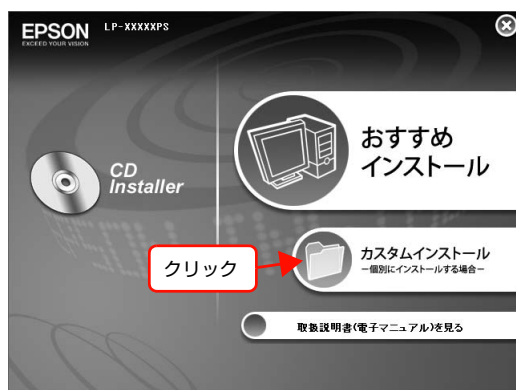 EPSON
EXCEED YOUR VISION
LP-XXXXXPS
CD
Installer
おすすめ
インストール
クリック
カスタムインストール
－個別にインストールする場合－
取扱説明書(電子マニュアル)を見る